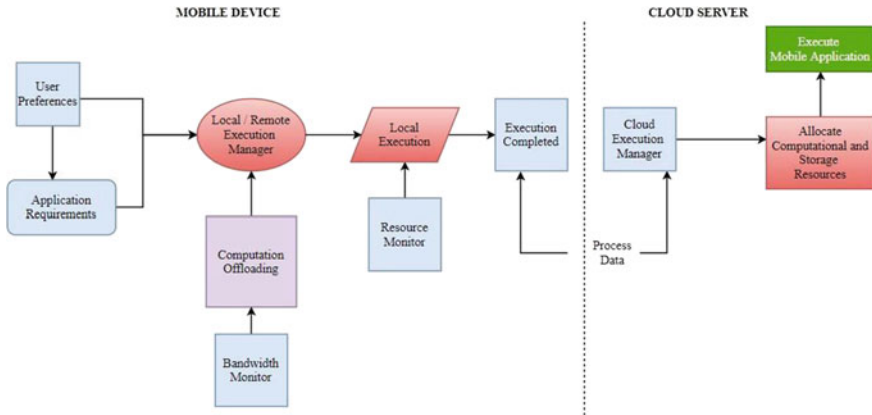 MOBILE DEVICE
CLOUD SERVER
Execute
Mobile Application
User
Preferences
Local / Remote
Execution
Manager
Local
Execution
Execution
Completed
Cloud
Execution
Manager
Allocate
Computational and
Storage
Resources
Application
Requirements
Resource
Monitor
Process
Data
Computation
Offloading
Bandwidth
Monitor